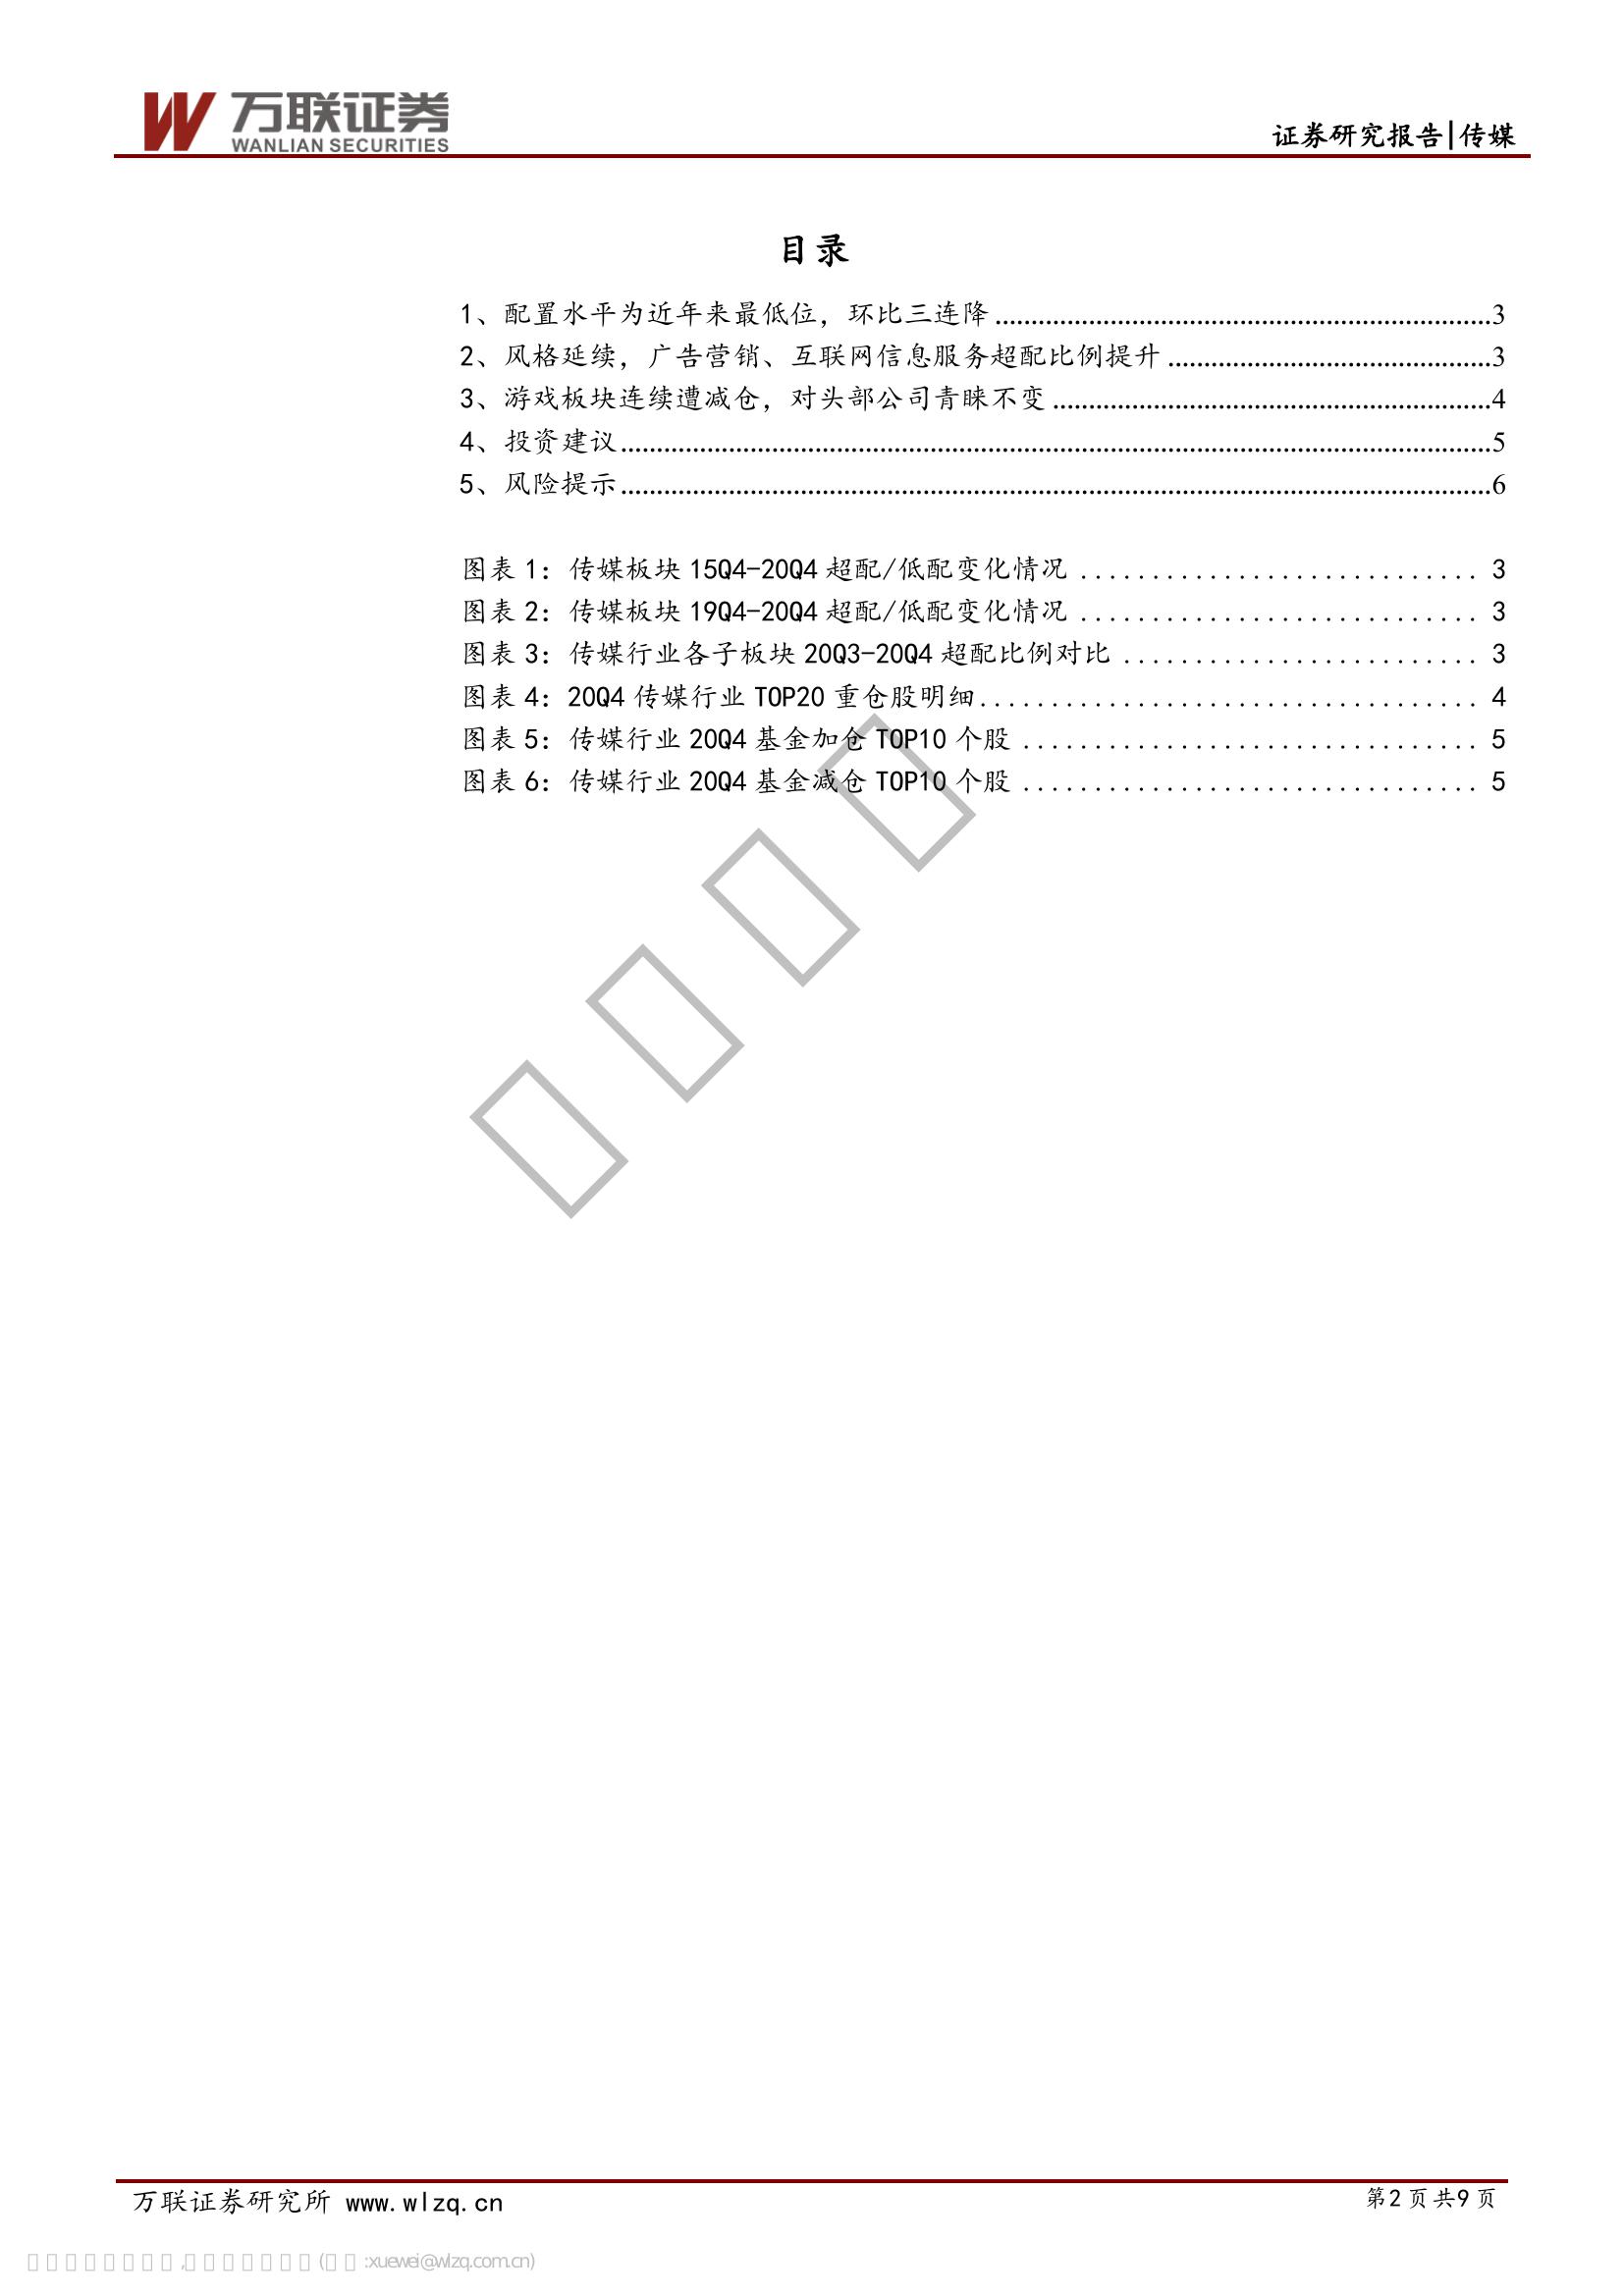 万联证券
WANLIAN SECURITIES
证券研究报告|传媒
目录
1、配置水平为近年来最低位，环比三连降 3
2、风格延续，广告营销、互联网信息服务超配比例提升 3
3、游戏板块连续遭减仓，对头部公司青睐不变 4
4、投资建议 5
5、风险提示 6
图表 1：传媒板块 15Q4-20Q4 超配/低配变化情况 3
图表 2：传媒板块 19Q4-20Q4 超配/低配变化情况 3
图表 3：传媒行业各子板块 20Q3-20Q4 超配比例对比 3
图表 4：20Q4 传媒行业 TOP20 重仓股明细 4
图表 5：传媒行业 20Q4 基金加仓 TOP10 个股 5
图表 6：传媒行业 20Q4 基金减仓 TOP10 个股 5
万联证券研究所 www.wlzq.cn
第2页共9页
:xuewei@wlzq.com.cn)